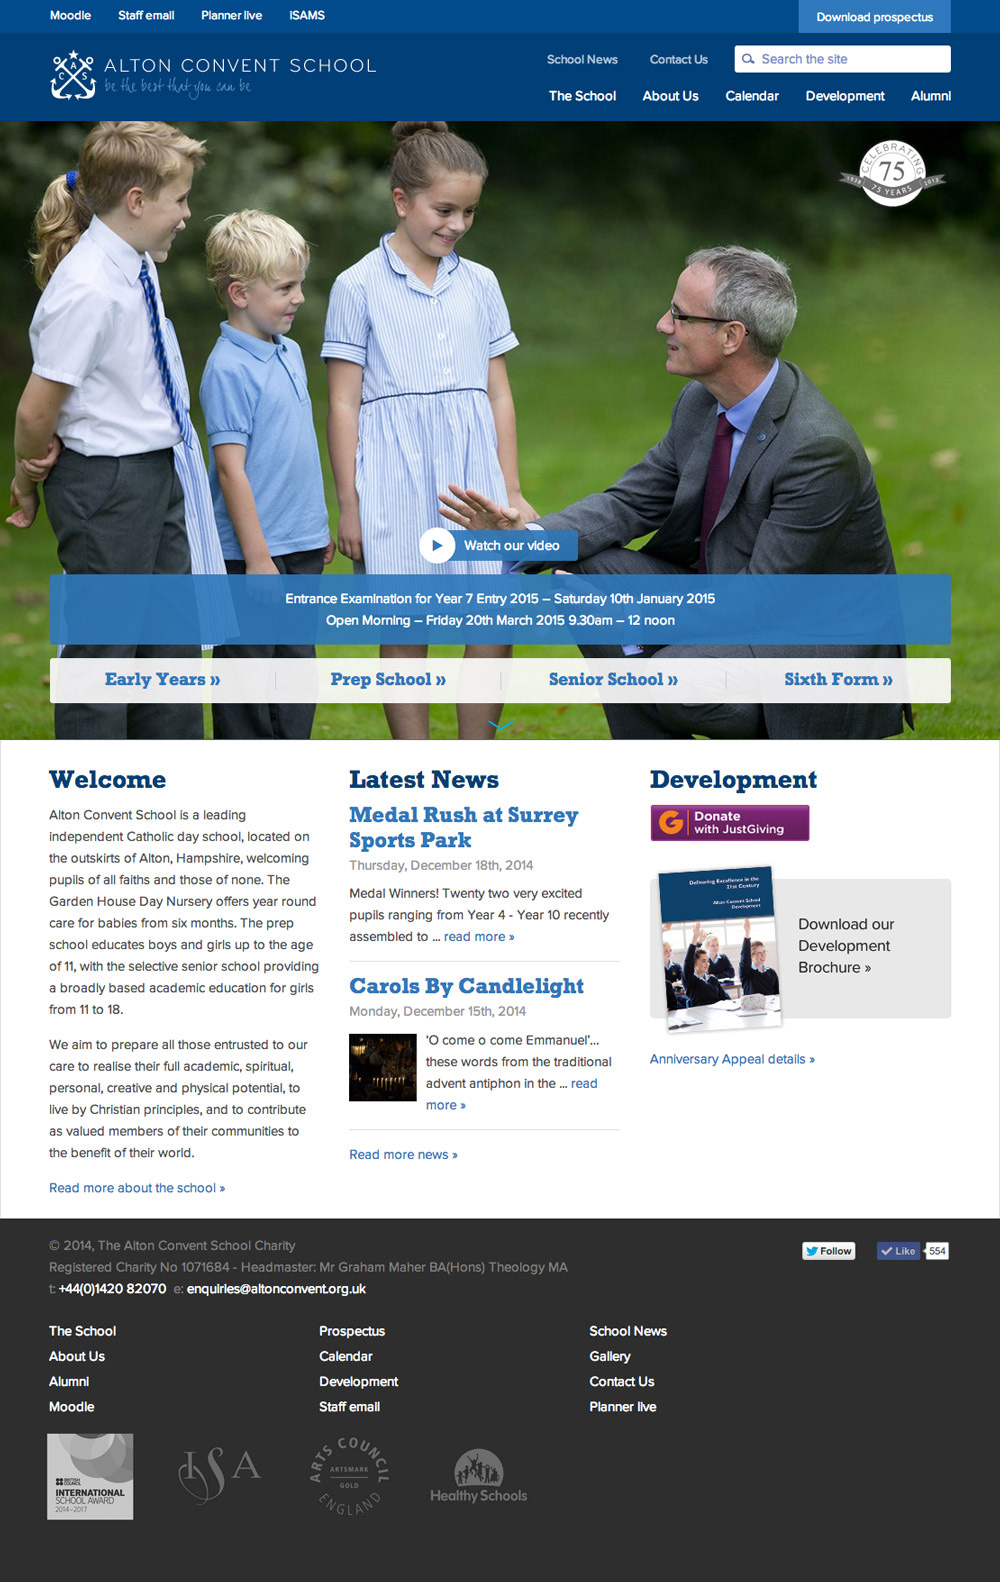 Moodle Staff email Planner live iSAMS Download prospectus
ALTON CONVENT SCHOOL
be the best that you can be
C A S
School News Contact Us Search the site
The School About Us Calendar Development Alumni
CELEBRATING
75
1938 75 YEARS 2013
Watch our video
Entrance Examination for Year 7 Entry 2015 – Saturday 10th January 2015
Open Morning – Friday 20th March 2015 9.30am – 12 noon
Early Years » Prep School » Senior School » Sixth Form »
Welcome
Alton Convent School is a leading
independent Catholic day school, located on
the outskirts of Alton, Hampshire, welcoming
pupils of all faiths and those of none. The
Garden House Day Nursery offers year round
care for babies from six months. The prep
school educates boys and girls up to the age
of 11, with the selective senior school providing
a broadly based academic education for girls
from 11 to 18.
We aim to prepare all those entrusted to our
care to realise their full academic, spiritual,
personal, creative and physical potential, to
live by Christian principles, and to contribute
as valued members of their communities to
the benefit of their world.
Read more about the school »
Latest News
Medal Rush at Surrey
Sports Park
Thursday, December 18th, 2014
Medal Winners! Twenty two very excited
pupils ranging from Year 4 - Year 10 recently
assembled to ... read more »
Carols By Candlelight
Monday, December 15th, 2014
'O come o come Emmanuel'...
these words from the traditional
advent antiphon in the ... read
more »
Read more news »
Development
Donate
with JustGiving
Delivering Excellence in the
21st Century
Alton Convent School
Development
Download our
Development
Brochure »
Anniversary Appeal details »
© 2014, The Alton Convent School Charity
Registered Charity No 1071684 - Headmaster: Mr Graham Maher BA(Hons) Theology MA
t: +44(0)1420 82070 e: enquiries@altonconvent.org.uk
Follow Like 554
The School Prospectus School News
About Us Calendar Gallery
Alumni Development Contact Us
Moodle Staff email Planner live
BRITISH
COUNCIL
INTERNATIONAL
SCHOOL AWARD
2014–2017
ISA
ARTS COUNCIL
ARTSMARK
GOLD
ENGLAND
Healthy Schools